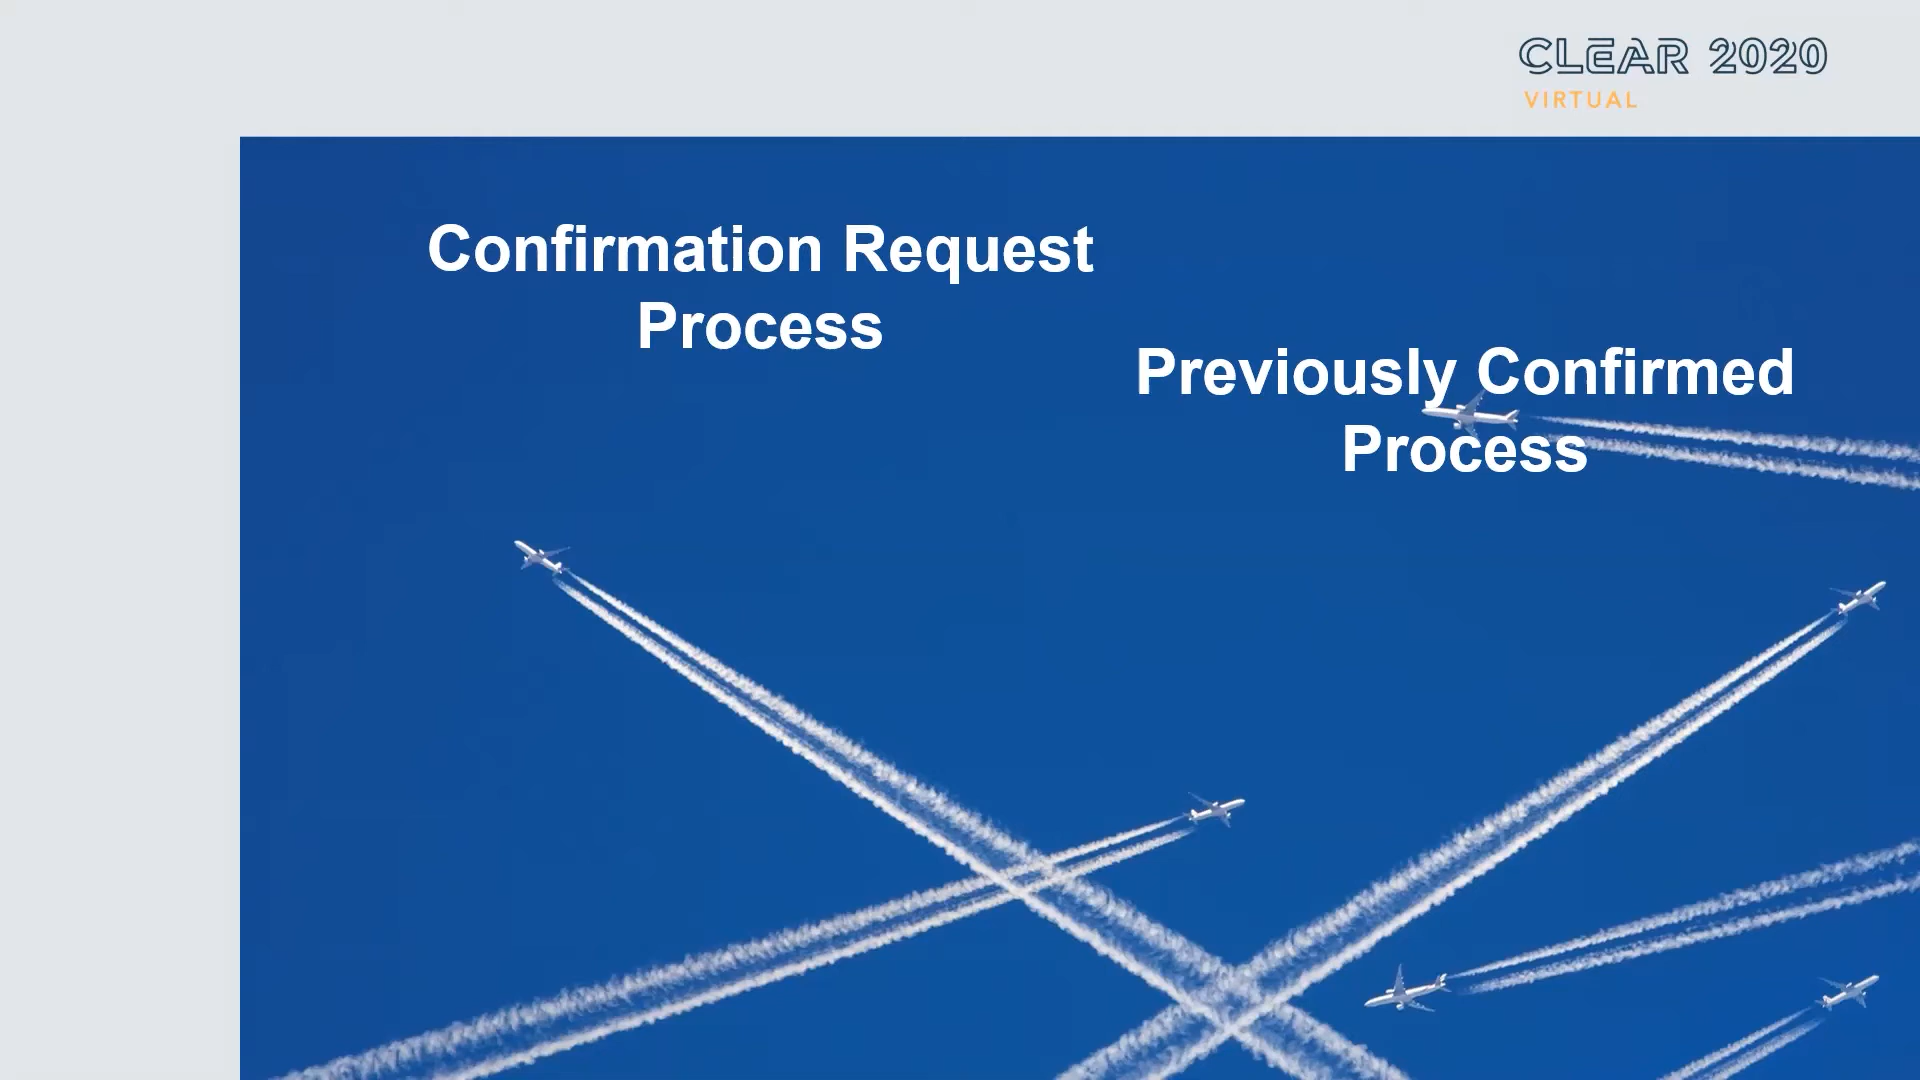 CLEAR 2020
VIRTUAL
Confirmation Request
Process
Previously Confirmed
Process